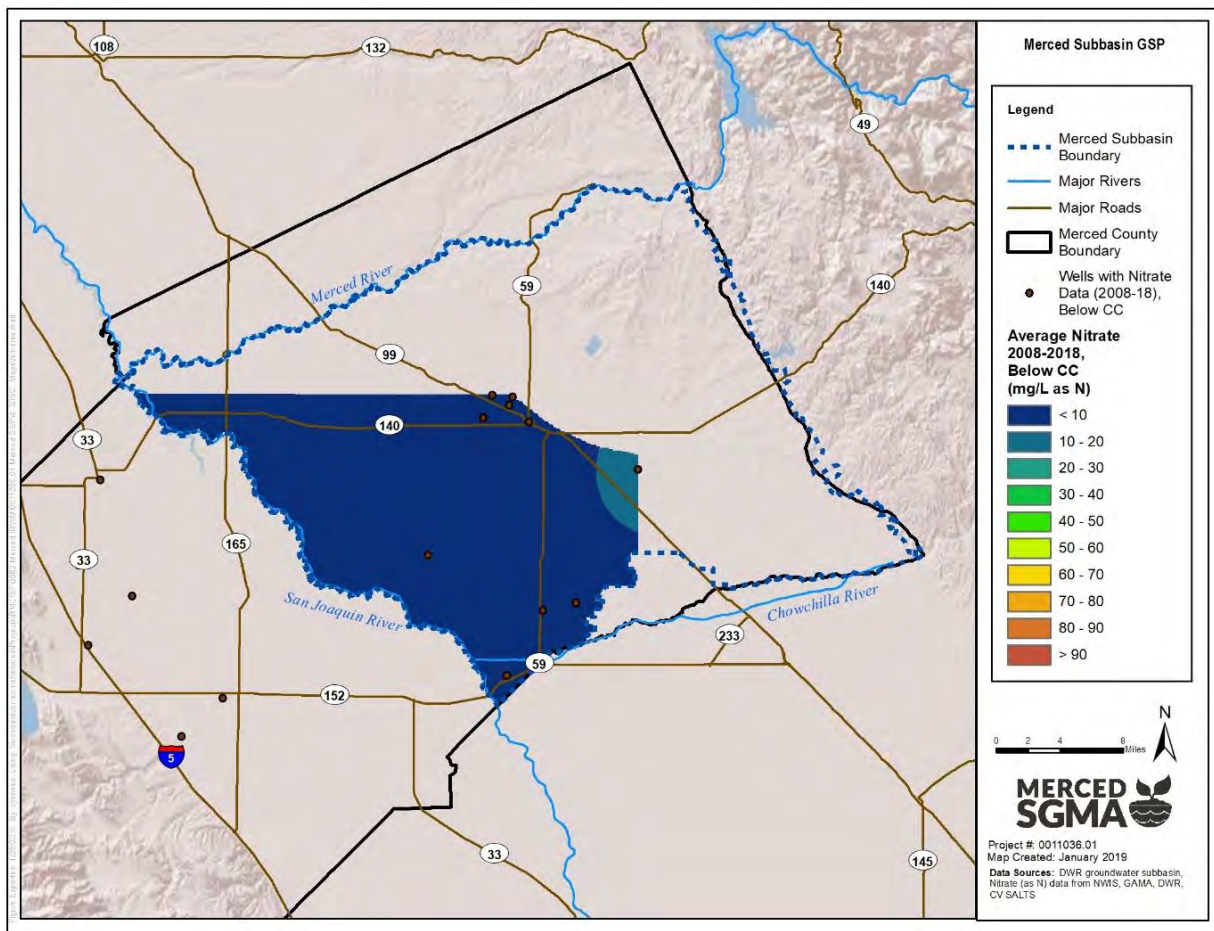 Merced Subbasin GSP
Legend
Merced Subbasin
Boundary
Major Rivers
Major Roads
Merced County
Boundary
Wells with Nitrate
Data (2008-18),
Below CC
Average Nitrate
2008-2018,
Below CC
(mg/L as N)
< 10
10 - 20
20 - 30
30 - 40
40 - 50
50 - 60
60 - 70
70 - 80
80 - 90
> 90
N
0 2 4 8
Miles
MERCED
SGMA
Project #: 0011036.01
Map Created: January 2019
Data Sources: DWR groundwater subbasin,
Nitrate (as N) data from NWIS, GAMA, DWR,
CV SALTS
108
132
49
Merced River
59
140
99
33
140
165
33
San Joaquin River
Chowchilla River
233
59
152
5
33
145